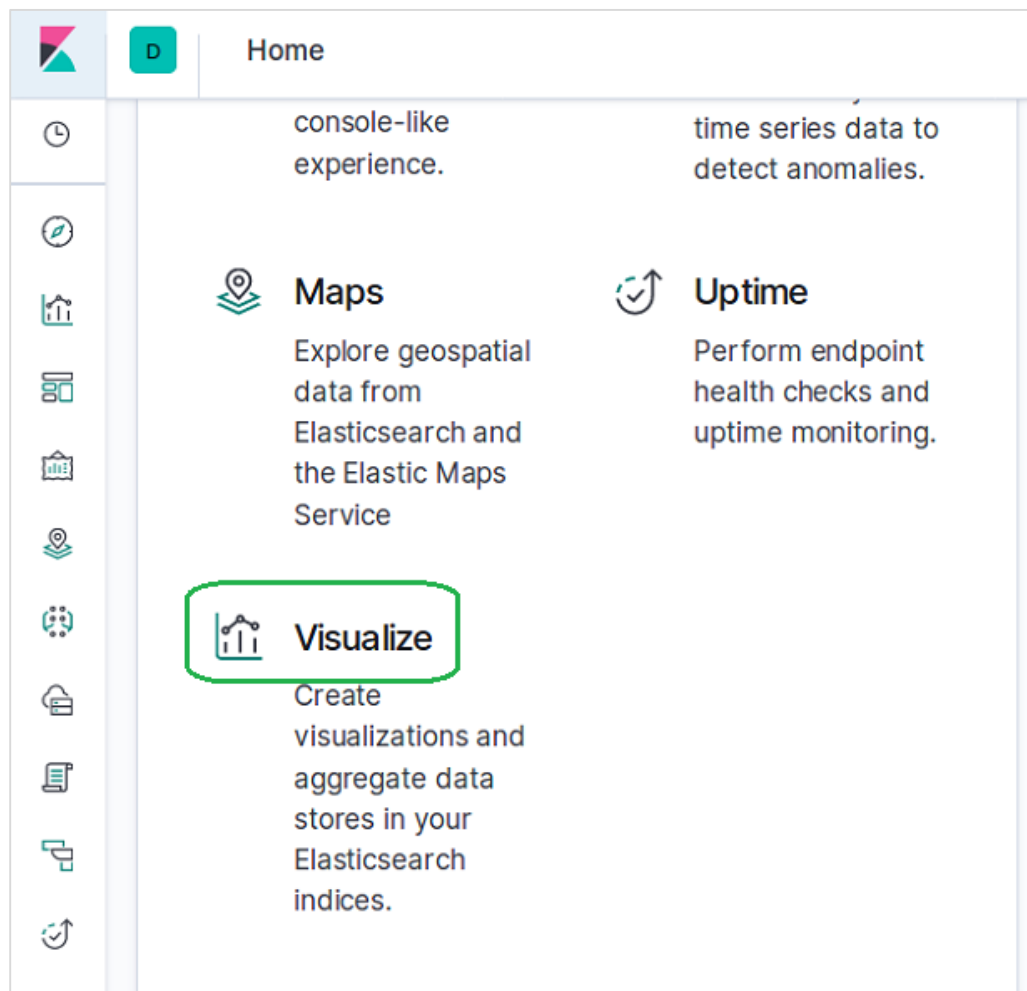 D
Home
console-like
experience.
time series data to
detect anomalies.
Maps
Explore geospatial
data from
Elasticsearch and
the Elastic Maps
Service
Uptime
Perform endpoint
health checks and
uptime monitoring.
Visualize
Create
visualizations and
aggregate data
stores in your
Elasticsearch
indices.